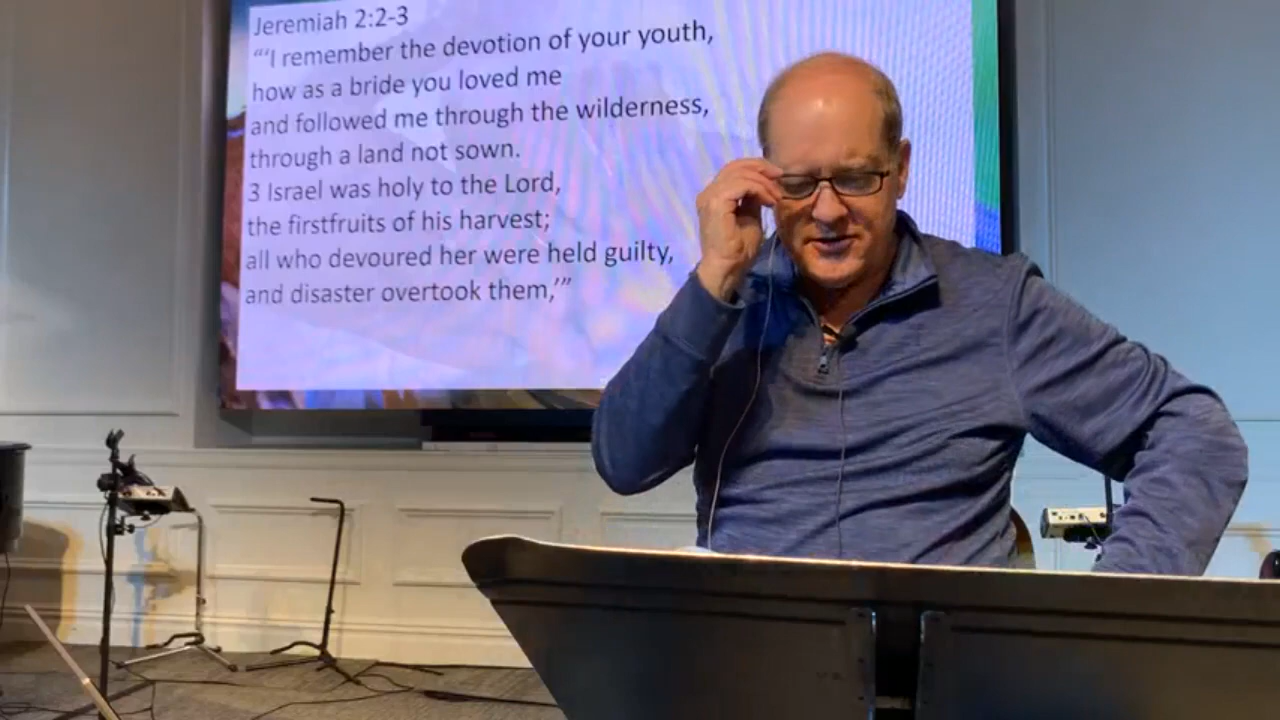 Jeremiah 2:2-3
“‘I remember the devotion of your youth,
how as a bride you loved me
and followed me through the wilderness,
through a land not sown.
3 Israel was holy to the Lord,
the firstfruits of his harvest;
all who devoured her were held guilty,
and disaster overtook them,’”